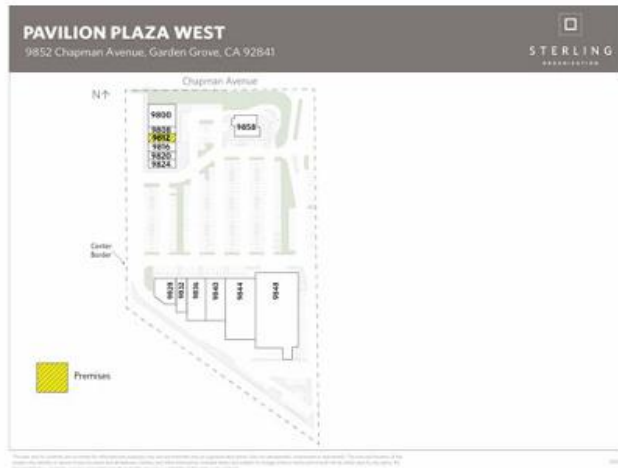 PAVILION PLAZA WEST
9852 Chapman Avenue, Garden Grove, CA 92841
STERLING
ORGANIZATION
Chapman Avenue
N↑
9800
9808
9812
9816
9820
9824
9858
Center
Border
9828
9832
9836
9840
9844
9848
Premises